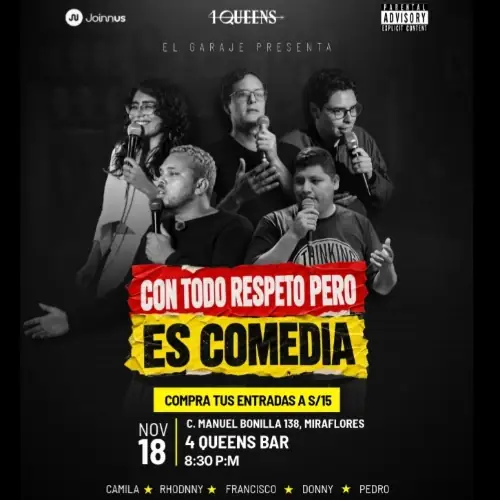 Joinnus
4 QUEENS
PARENTAL
ADVISORY
EXPLICIT CONTENT
EL GARAJE PRESENTA
THINKING
CON TODO RESPETO PERO
ES COMEDIA
COMPRA TUS ENTRADAS A S/15
NOV
18
C. MANUEL BONILLA 138, MIRAFLORES
4 QUEENS BAR
8:30 P:M
CAMILA ★ RHODNNY ★ FRANCISCO ★ DONNY ★ PEDRO